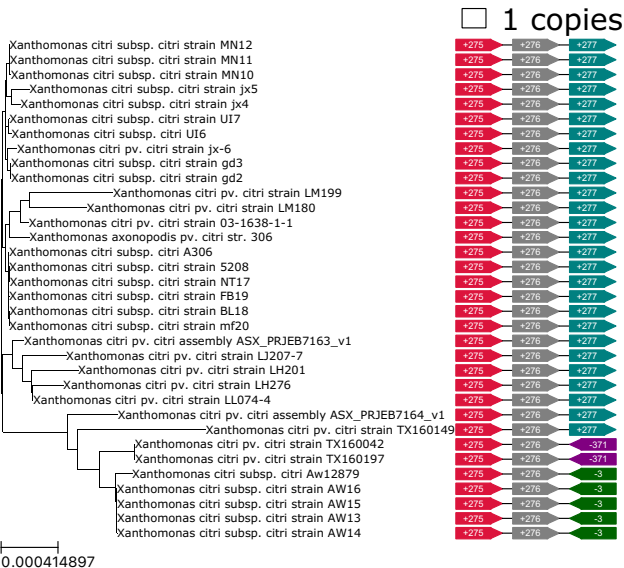 1 copies
Xanthomonas citri subsp. citri strain MN12 +275 +276 +277
Xanthomonas citri subsp. citri strain MN11 +275 +276 +277
Xanthomonas citri subsp. citri strain MN10 +275 +276 +277
Xanthomonas citri subsp. citri strain jx5 +275 +276 +277
Xanthomonas citri subsp. citri strain jx4 +275 +276 +277
Xanthomonas citri subsp. citri strain UI7 +275 +276 +277
Xanthomonas citri subsp. citri UI6 +275 +276 +277
Xanthomonas citri pv. citri strain jx-6 +275 +276 +277
Xanthomonas citri subsp. citri strain gd3 +275 +276 +277
Xanthomonas citri subsp. citri strain gd2 +275 +276 +277
Xanthomonas citri pv. citri strain LM199 +275 +276 +277
Xanthomonas citri pv. citri strain LM180 +275 +276 +277
Xanthomonas citri pv. citri strain 03-1638-1-1 +275 +276 +277
Xanthomonas axonopodis pv. citri str. 306 +275 +276 +277
Xanthomonas citri subsp. citri A306 +275 +276 +277
Xanthomonas citri subsp. citri strain 5208 +275 +276 +277
Xanthomonas citri subsp. citri strain NT17 +275 +276 +277
Xanthomonas citri subsp. citri strain FB19 +275 +276 +277
Xanthomonas citri subsp. citri strain BL18 +275 +276 +277
Xanthomonas citri subsp. citri strain mf20 +275 +276 +277
Xanthomonas citri pv. citri assembly ASX_PRJEB7163_v1 +275 +276 +277
Xanthomonas citri pv. citri strain LJ207-7 +275 +276 +277
Xanthomonas citri pv. citri strain LH201 +275 +276 +277
Xanthomonas citri pv. citri strain LH276 +275 +276 +277
Xanthomonas citri pv. citri strain LL074-4 +275 +276 +277
Xanthomonas citri pv. citri assembly ASX_PRJEB7164_v1 +275 +276 +277
Xanthomonas citri pv. citri strain TX160149 +275 +276 +277
Xanthomonas citri pv. citri strain TX160042 +275 +276 -371
Xanthomonas citri pv. citri strain TX160197 +275 +276 -371
Xanthomonas citri subsp. citri Aw12879 +275 +276 -3
Xanthomonas citri subsp. citri strain AW16 +275 +276 -3
Xanthomonas citri subsp. citri strain AW15 +275 +276 -3
Xanthomonas citri subsp. citri strain AW13 +275 +276 -3
Xanthomonas citri subsp. citri strain AW14 +275 +276 -3
0.000414897